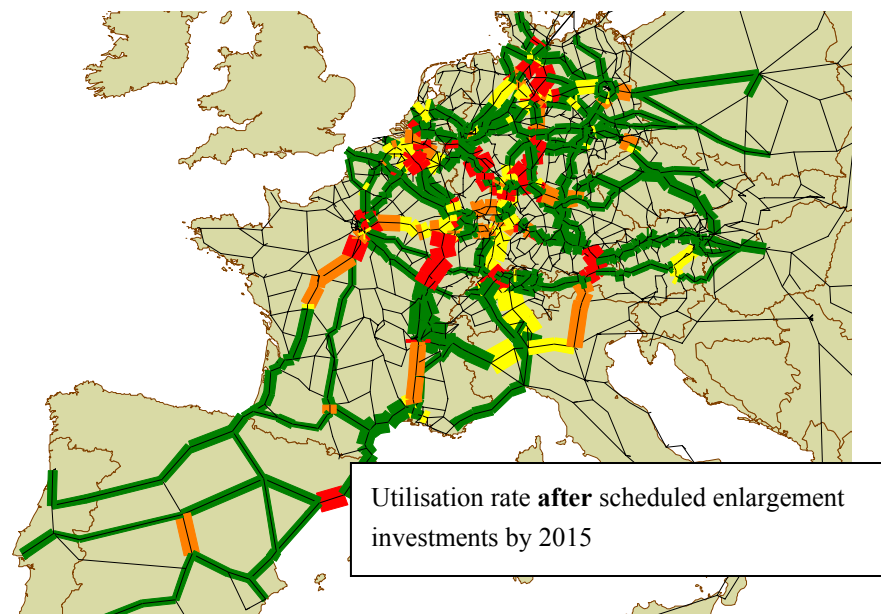 Utilisation rate after scheduled enlargement
investments by 2015